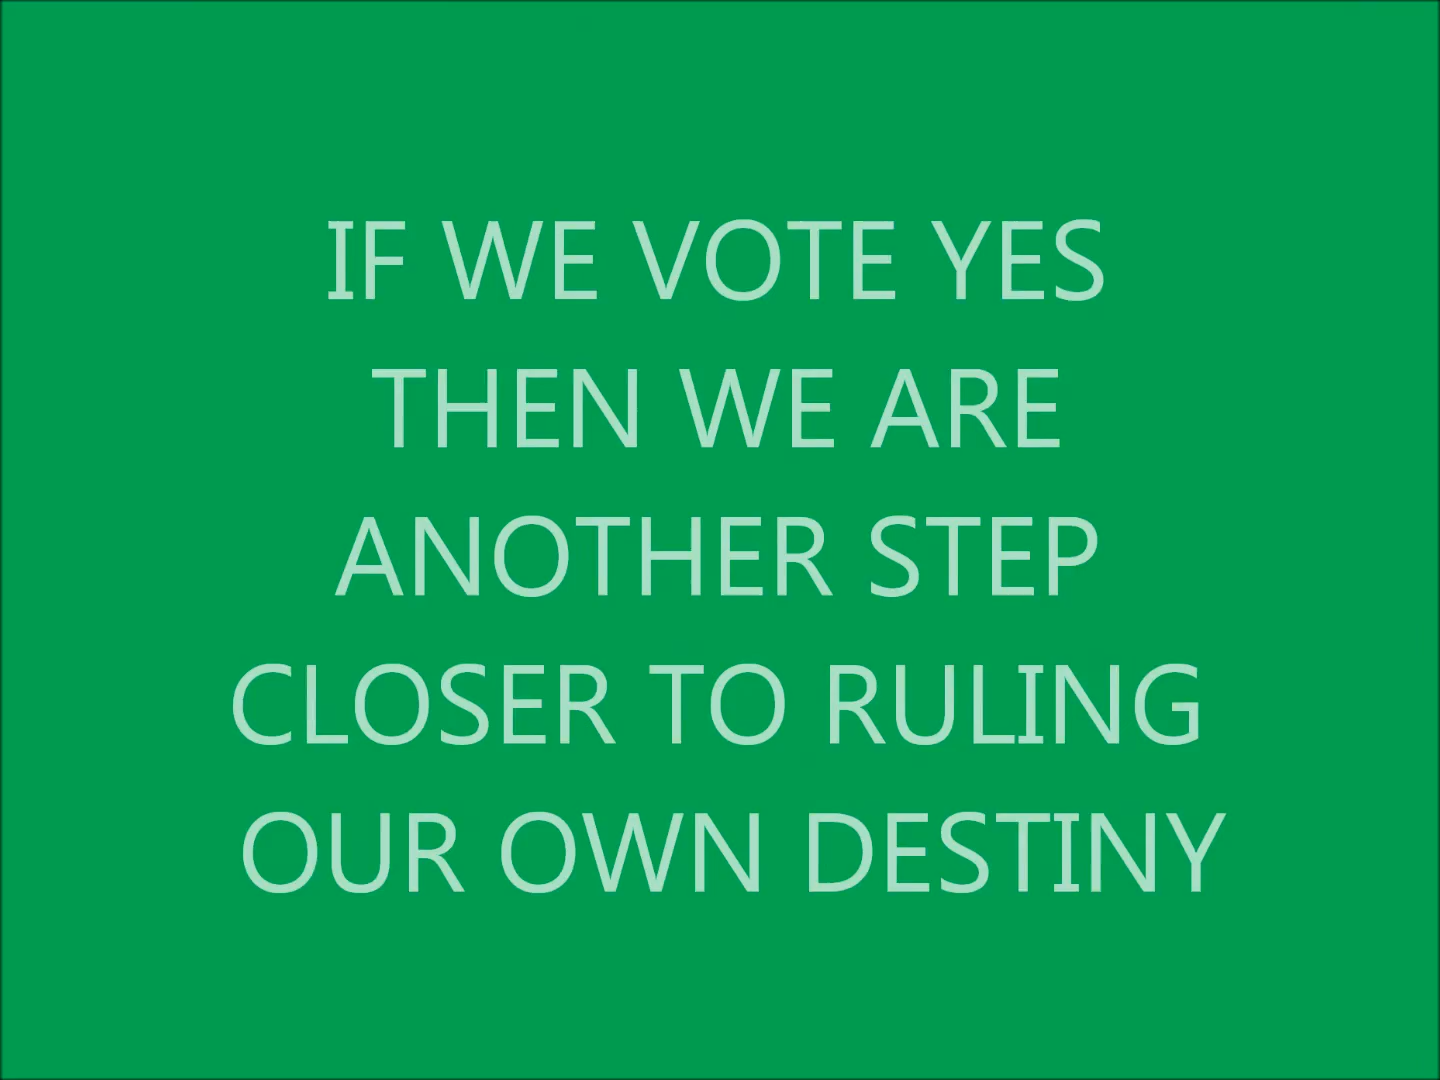 IF WE VOTE YES
THEN WE ARE
ANOTHER STEP
CLOSER TO RULING
OUR OWN DESTINY